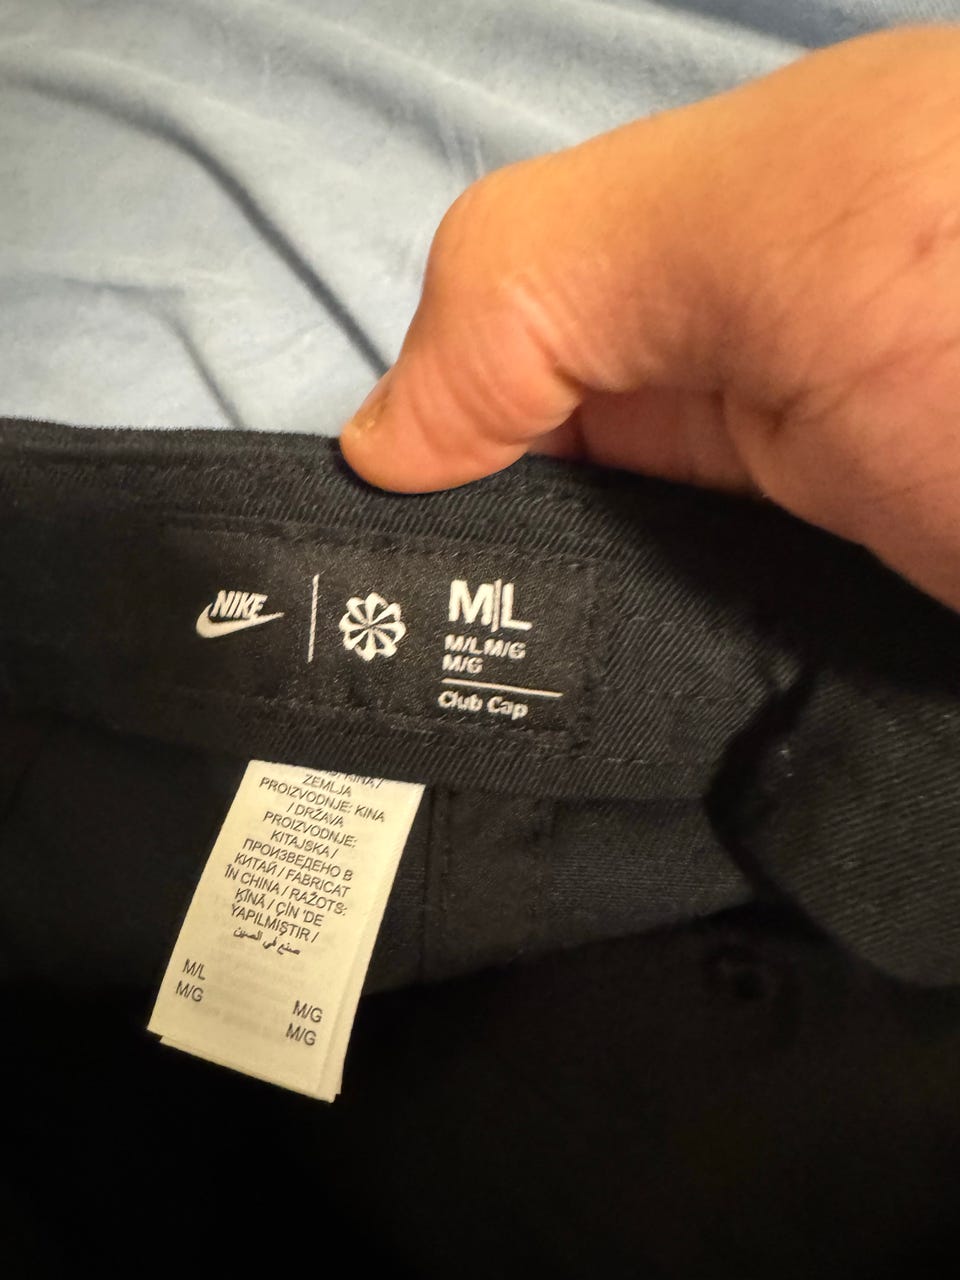 NIKE
M|L
M/L M/G
M/G
Club Cap
ZEMLJA
PROIZVODNJE: KINA
/ DRŽAVA
PROIZVODNJE:
KITAJSKA /
ПРОИЗВЕДЕНО В
КИТАЙ / FABRICAT
ÎN CHINA / RAŽOTS:
ĶĪNĀ / ÇİN 'DE
YAPILMIŞTIR /
صنع في الصين
M/L
M/G
M/G
M/G